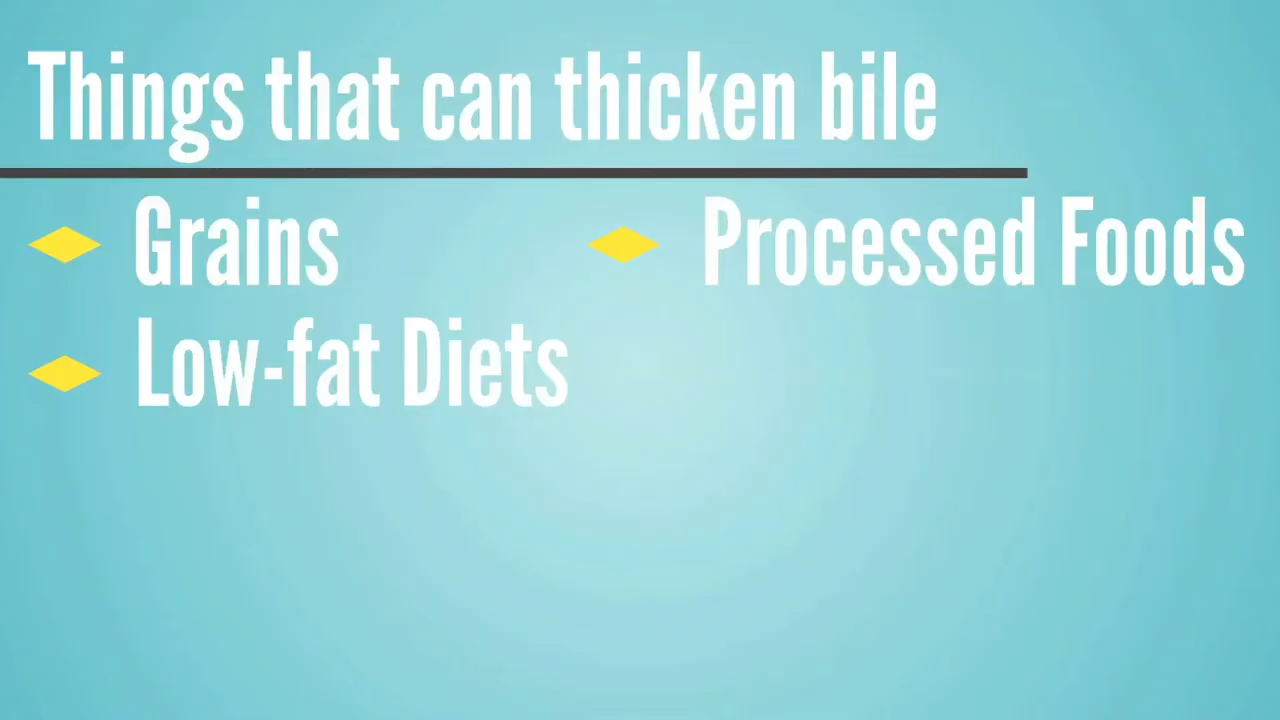 Things that can thicken bile
Grains
Processed Foods
Low-fat Diets